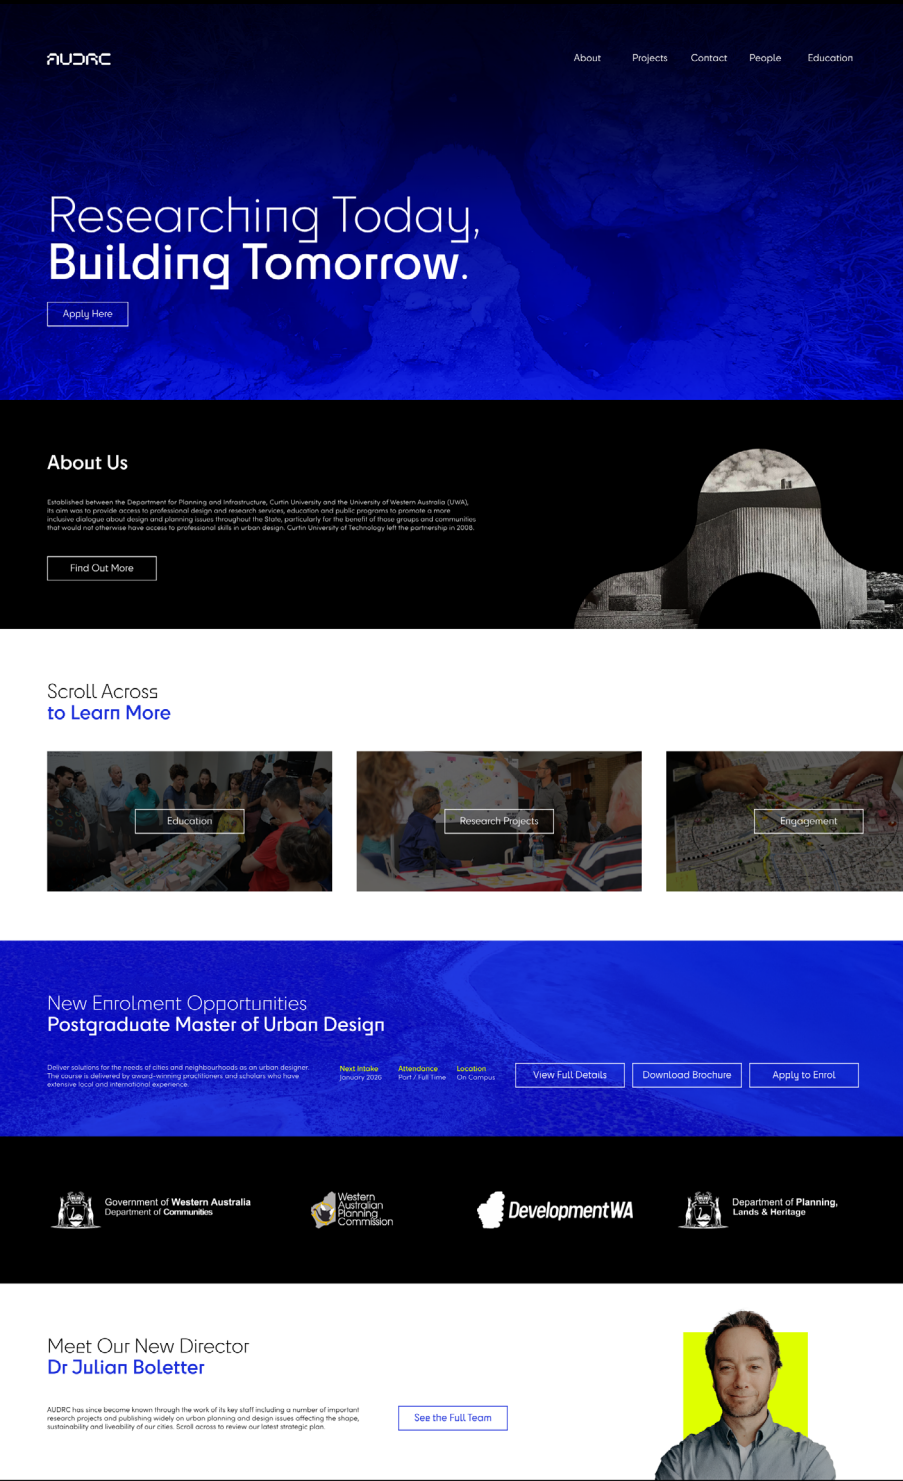 AUDRC
About Projects Contact People Education
Researching Today,
Building Tomorrow.
Apply Here
About Us
Established between the Department for Planning and Infrastructure, Curtin University and the University of Western Australia (UWA),
its aim was to provide access to professional design and research services, education and public programs to promote a more
inclusive dialogue about design and planning issues throughout the State, particularly for the benefit of those groups and communities
that would not otherwise have access to professional skills in urban design. Curtin University of Technology left the partnership in 2008.
Find Out More
Scroll Across
to Learn More
Education
Research Projects
Engagement
New Enrolment Opportunities
Postgraduate Master of Urban Design
Deliver solutions for the needs of cities and neighbourhoods as an urban designer.
The course is delivered by award-winning practitioners and scholars who have
extensive local and international experience.
Next Intake
January 2026
Attendance
Part / Full Time
Location
On Campus
View Full Details
Download Brochure
Apply to Enrol
Government of Western Australia
Department of Communities
Western
Australian
Planning
Commission
DevelopmentWA
Department of Planning,
Lands & Heritage
Meet Our New Director
Dr Julian Boletter
AUDRC has since become known through the work of its key staff including a number of important
research projects and publishing widely on urban planning and design issues affecting the shape,
sustainability and liveability of our cities. Scroll across to review our latest strategic plan.
See the Full Team